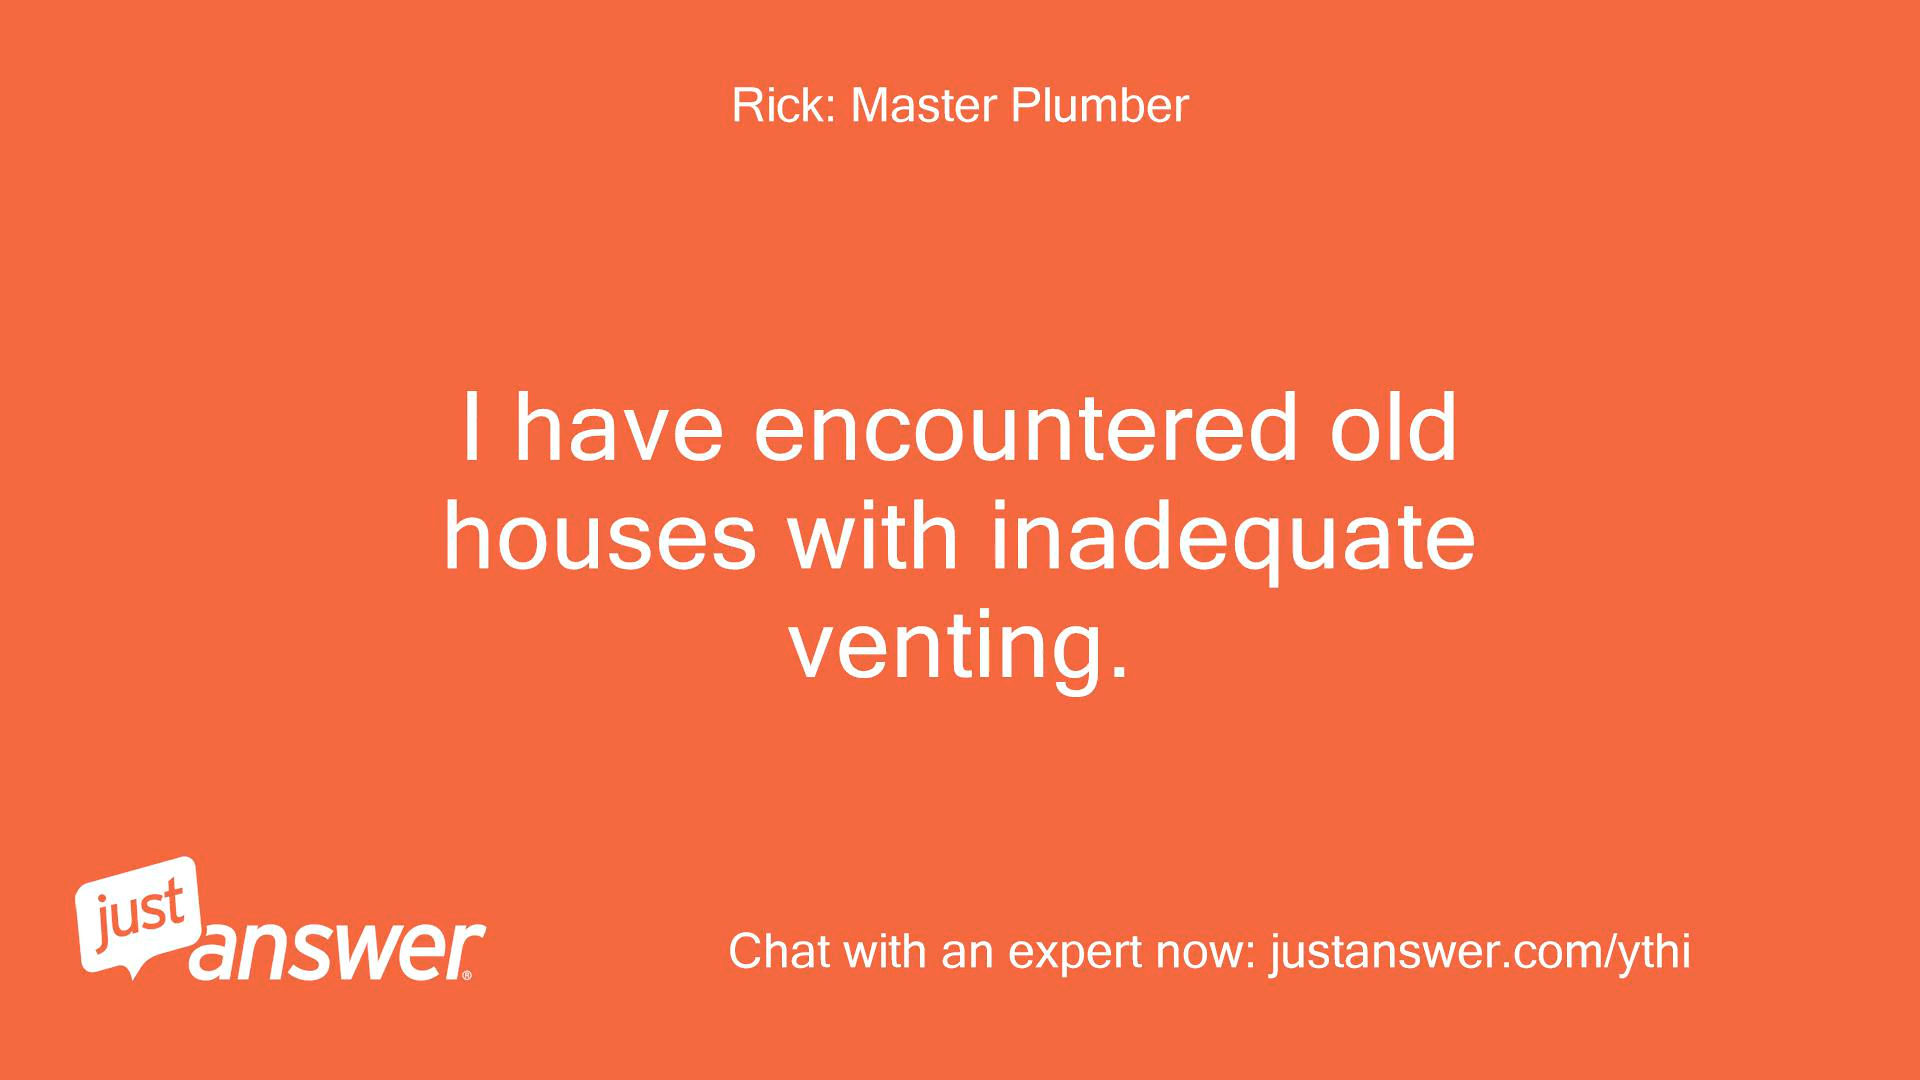 Rick: Master Plumber
I have encountered old
houses with inadequate
venting.
just
answer®
Chat with an expert now: justanswer.com/ythi